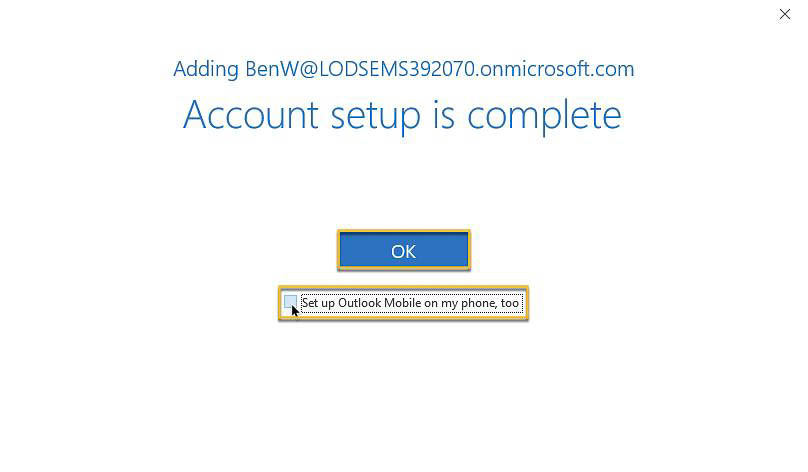 Adding BenW@LODSEMS392070.onmicrosoft.com
Account setup is complete
OK
Set up Outlook Mobile on my phone, too